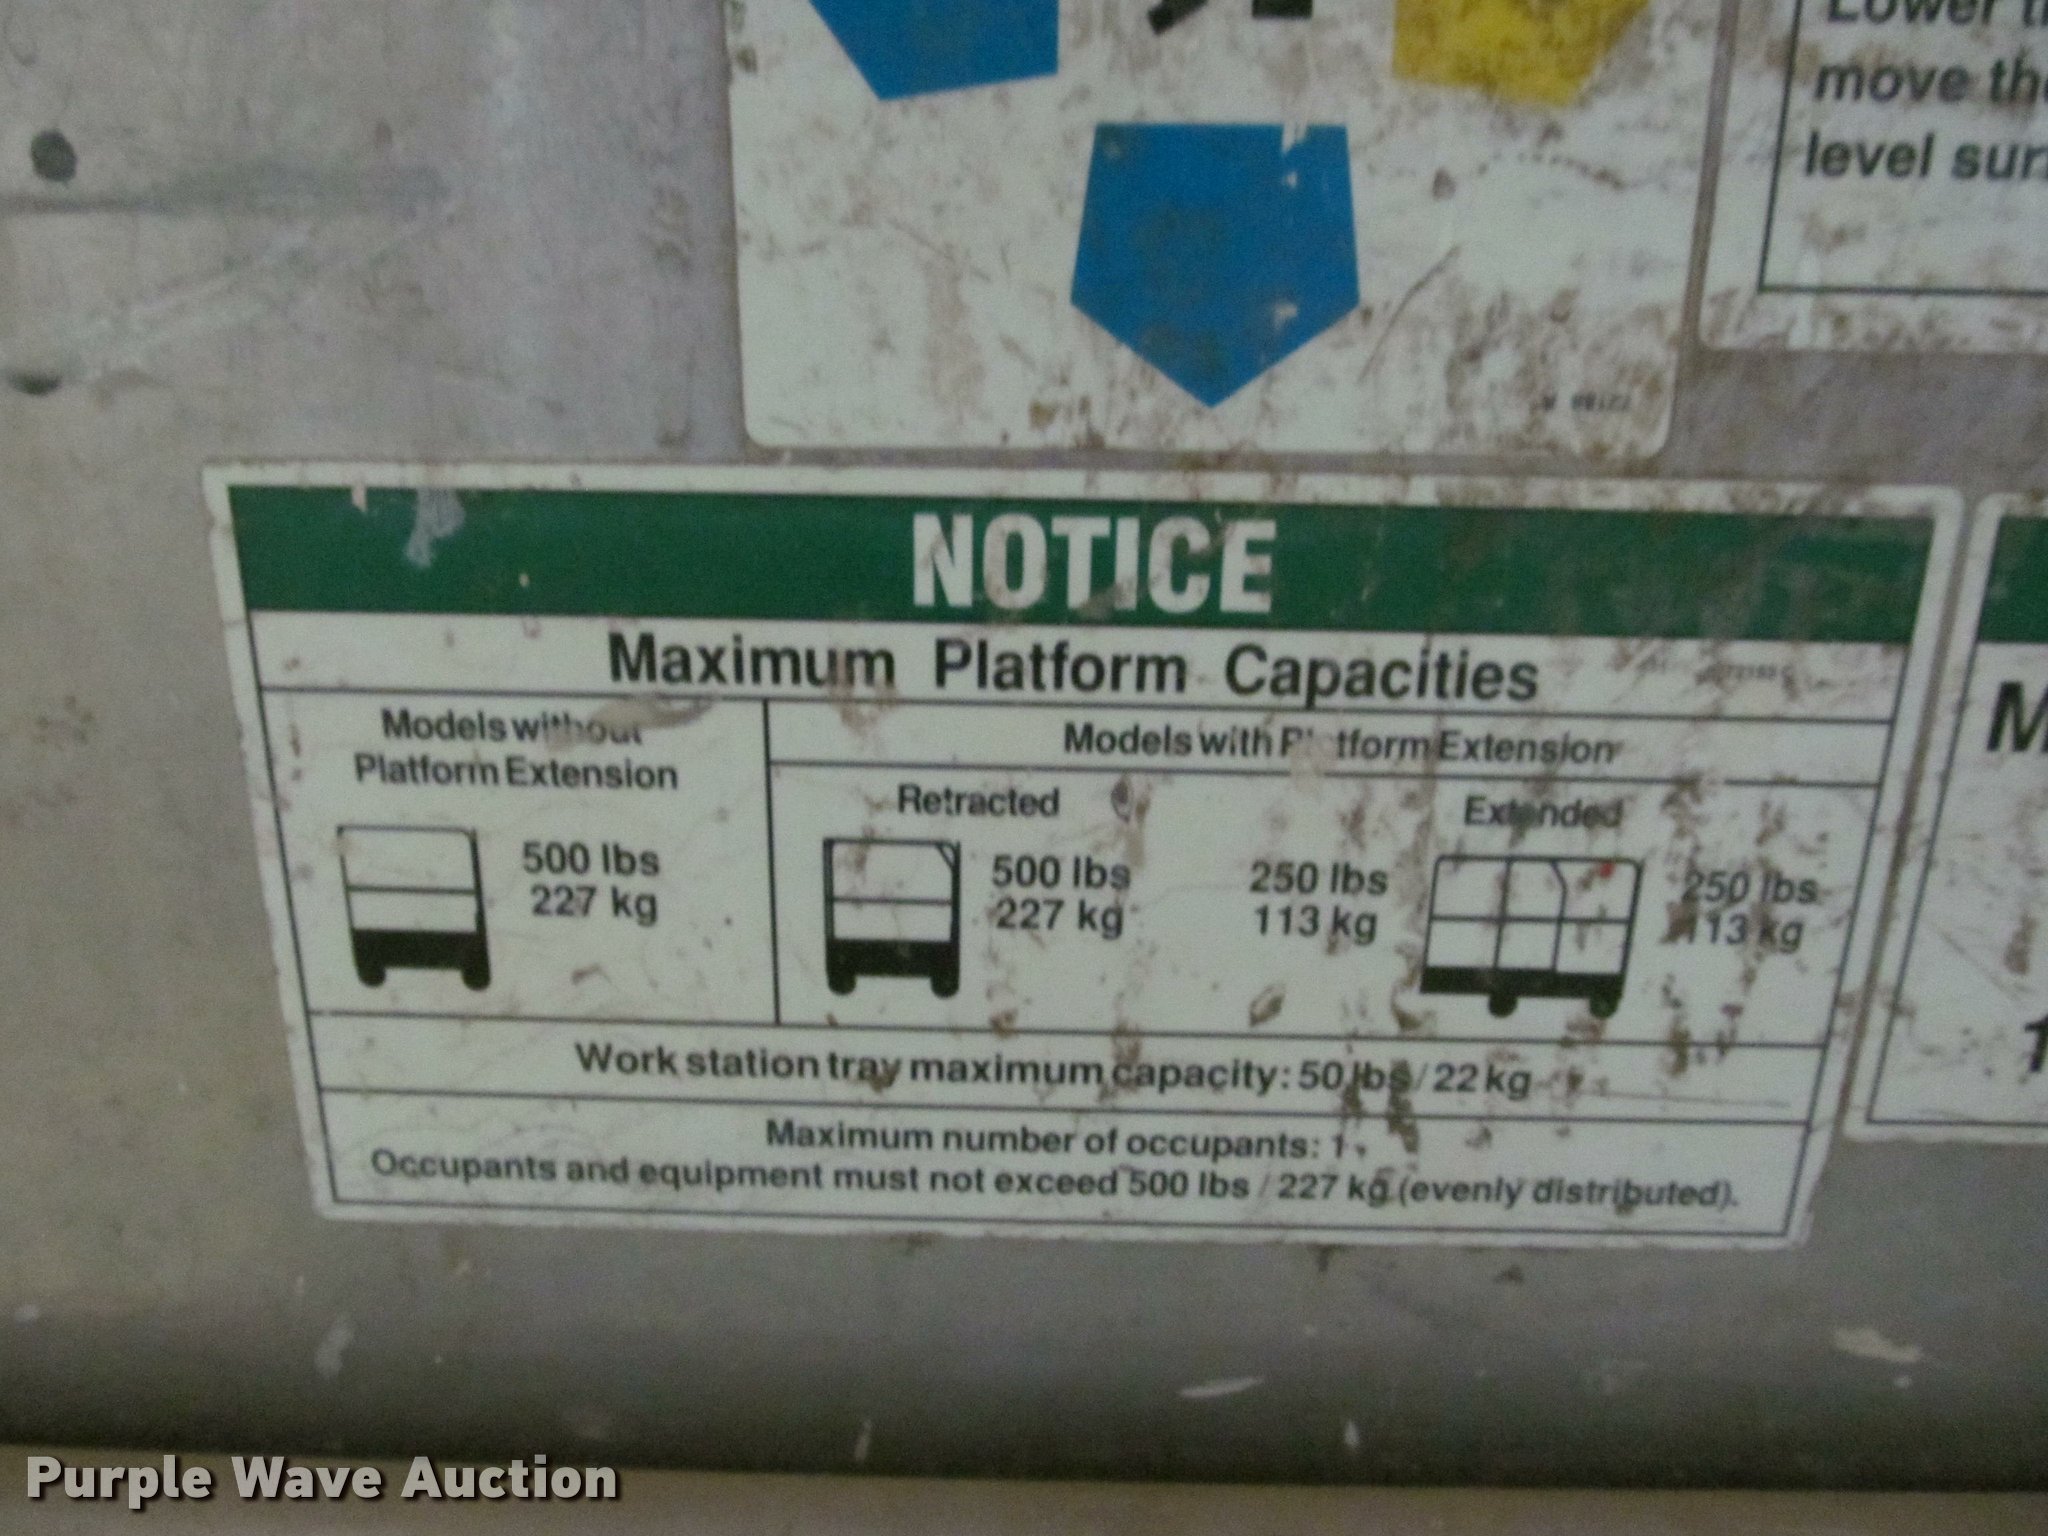 Lower
move the
level
NOTICE
Maximum Platform Capacities
Models without
Platform Extension
500 lbs
227 kg
Models with Platform Extension
Retracted
500 lbs
227 kg
Extended
250 lbs
113 kg
250 lbs
113 kg
Work station tray maximum capacity: 50 lbs / 22 kg
Maximum number of occupants: 1
Occupants and equipment must not exceed 500 lbs / 227 kg (evenly distributed).
M
1
Purple Wave Auction